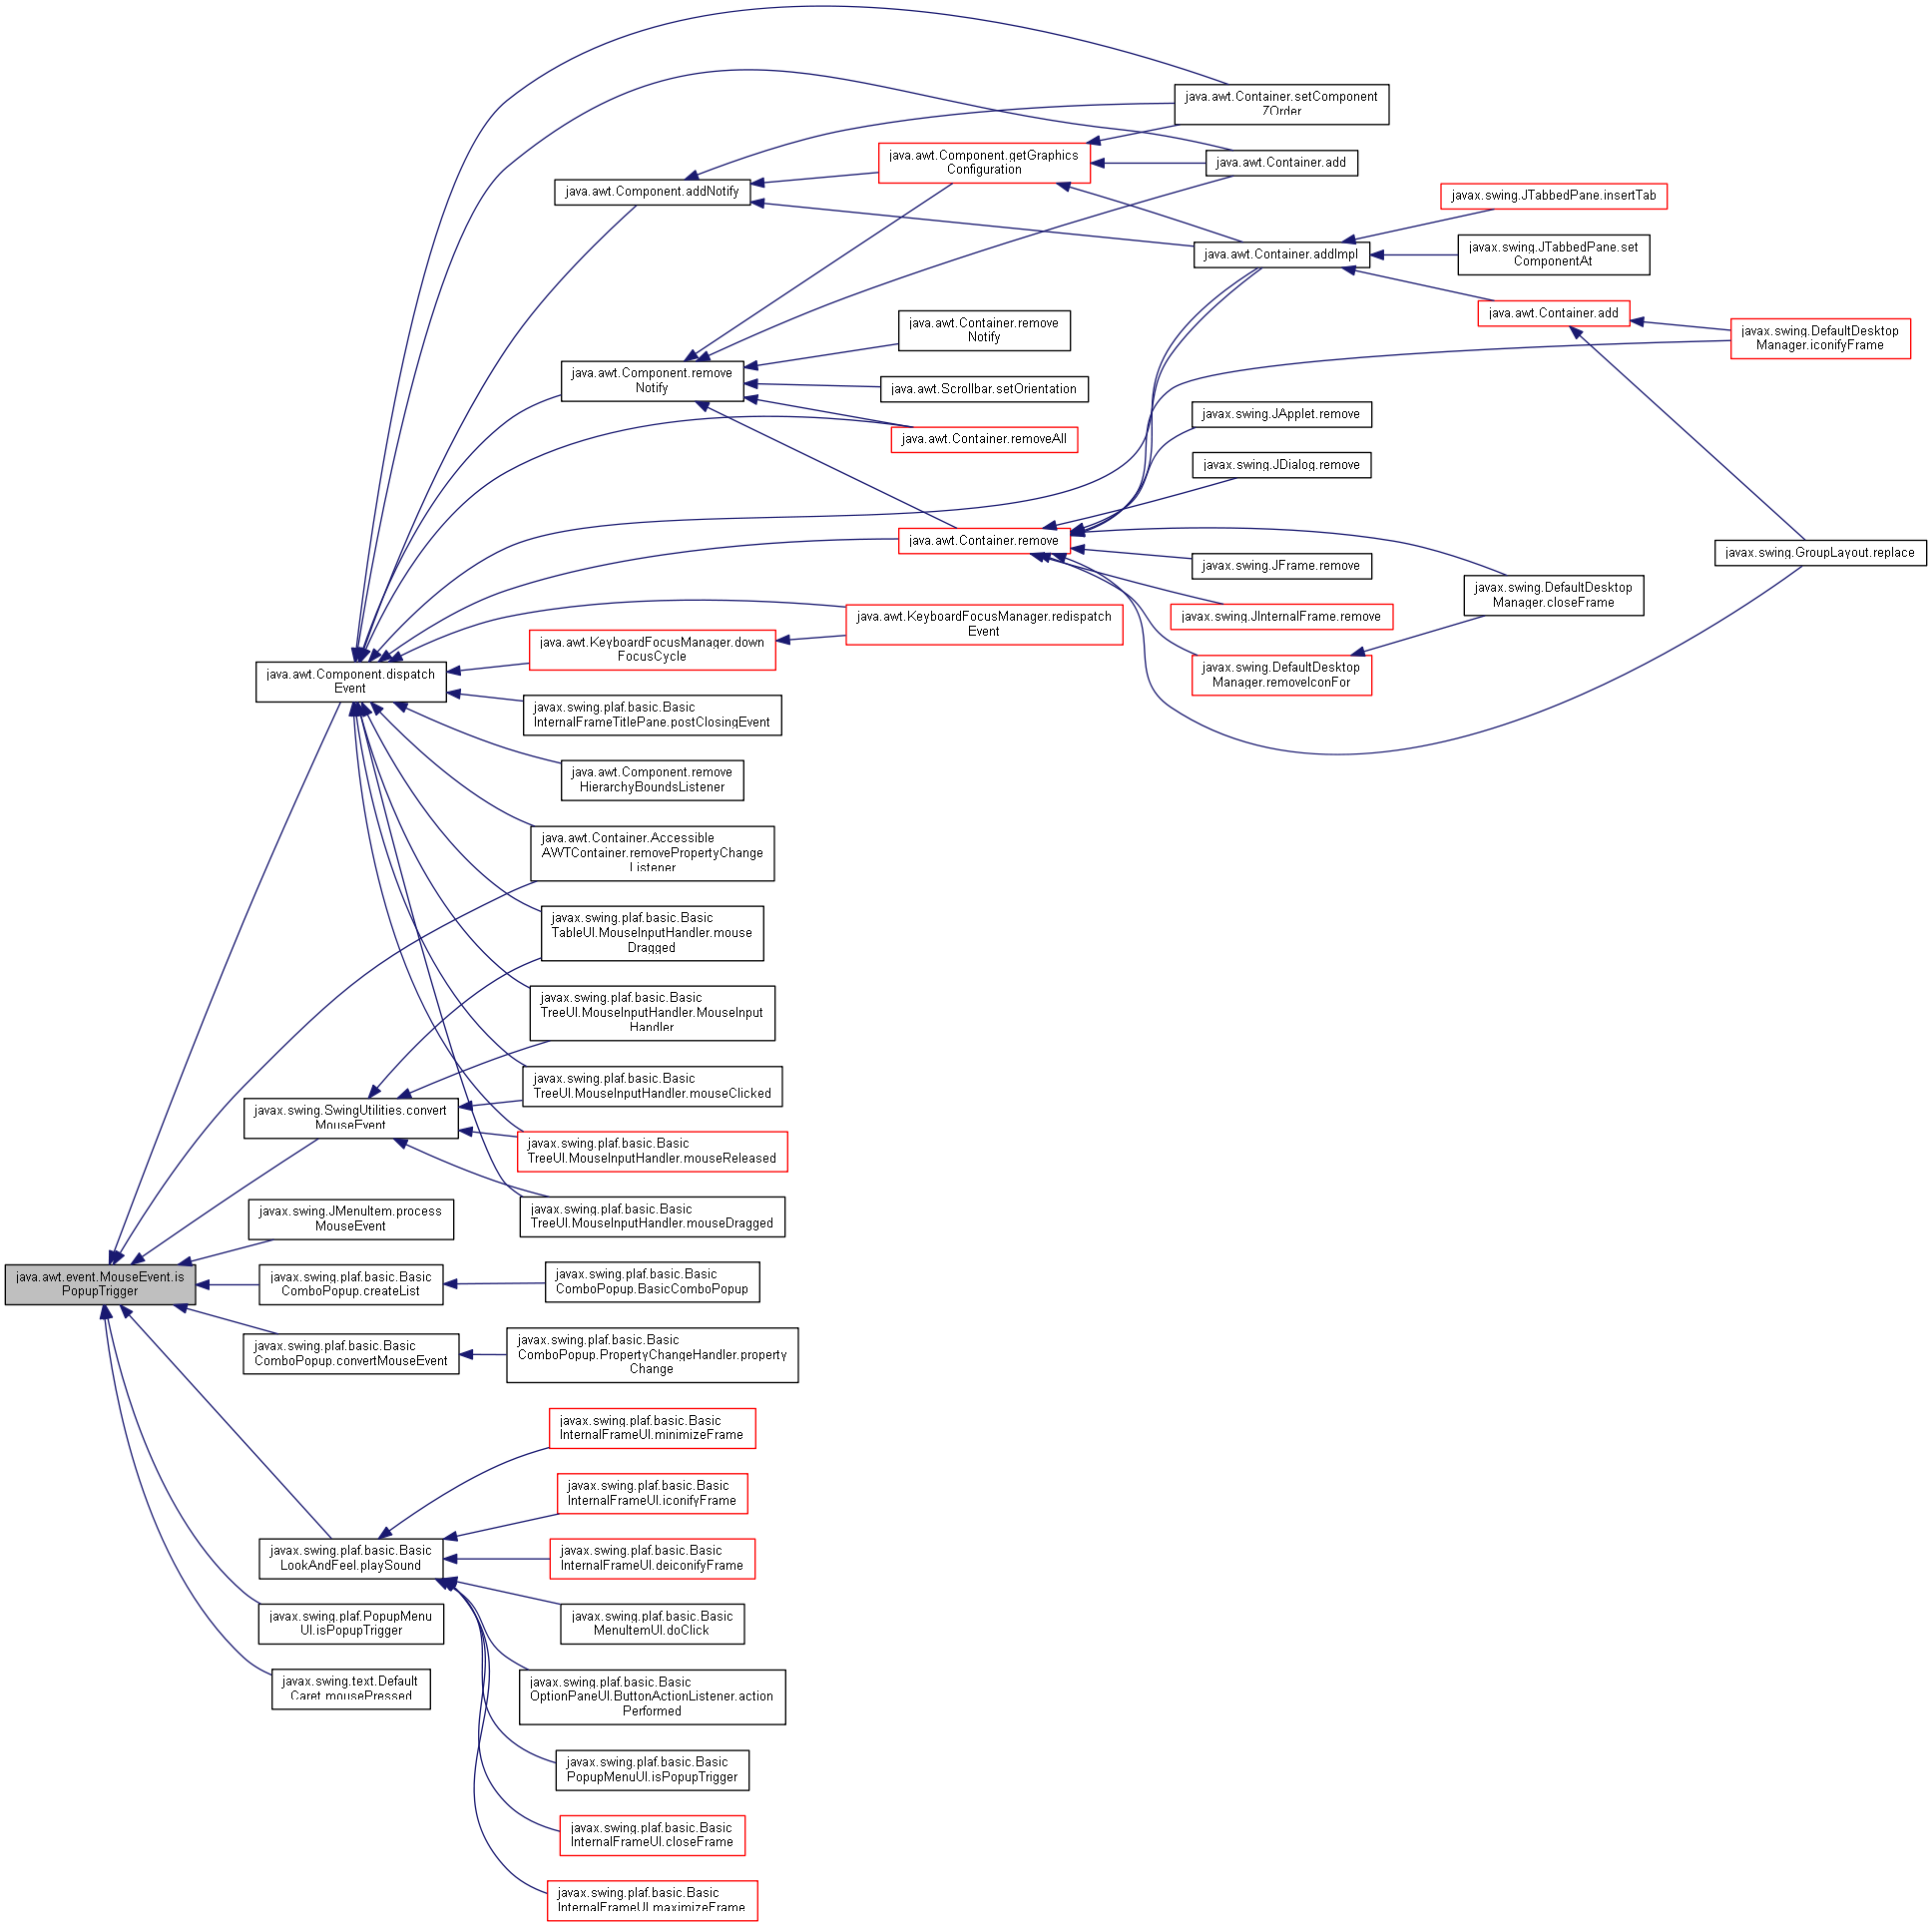 java.awt.Container.setComponent
ZOrder
java.awt.Component.getGraphics
Configuration
java.awt.Container.add
java.awt.Component.addNotify
javax.swing.JTabbedPane.insertTab
java.awt.Container.addImpl
javax.swing.JTabbedPane.set
ComponentAt
java.awt.Container.add
javax.swing.DefaultDesktop
Manager.iconifyFrame
java.awt.Container.remove
Notify
java.awt.Component.remove
Notify
java.awt.Scrollbar.setOrientation
java.awt.Container.removeAll
javax.swing.JApplet.remove
javax.swing.JDialog.remove
java.awt.Container.remove
javax.swing.JFrame.remove
javax.swing.GroupLayout.replace
javax.swing.DefaultDesktop
Manager.closeFrame
javax.swing.JInternalFrame.remove
java.awt.KeyboardFocusManager.redispatch
Event
java.awt.KeyboardFocusManager.down
FocusCycle
javax.swing.DefaultDesktop
Manager.removeIconFor
java.awt.Component.dispatch
Event
javax.swing.plaf.basic.Basic
InternalFrameTitlePane.postClosingEvent
java.awt.Component.remove
HierarchyBoundsListener
java.awt.Container.Accessible
AWTContainer.removePropertyChange
Listener
javax.swing.plaf.basic.Basic
TableUI.MouseInputHandler.mouse
Dragged
javax.swing.plaf.basic.Basic
TreeUI.MouseInputHandler.MouseInput
Handler
javax.swing.plaf.basic.Basic
TreeUI.MouseInputHandler.mouseClicked
javax.swing.SwingUtilities.convert
MouseEvent
javax.swing.plaf.basic.Basic
TreeUI.MouseInputHandler.mouseReleased
javax.swing.plaf.basic.Basic
TreeUI.MouseInputHandler.mouseDragged
javax.swing.JMenuItem.process
MouseEvent
java.awt.event.MouseEvent.is
PopupTrigger
javax.swing.plaf.basic.Basic
ComboPopup.createList
javax.swing.plaf.basic.Basic
ComboPopup.BasicComboPopup
javax.swing.plaf.basic.Basic
ComboPopup.convertMouseEvent
javax.swing.plaf.basic.Basic
ComboPopup.PropertyChangeHandler.property
Change
javax.swing.plaf.basic.Basic
InternalFrameUI.minimizeFrame
javax.swing.plaf.basic.Basic
InternalFrameUI.iconifyFrame
javax.swing.plaf.basic.Basic
LookAndFeel.playSound
javax.swing.plaf.basic.Basic
InternalFrameUI.deiconifyFrame
javax.swing.plaf.PopupMenu
UI.isPopupTrigger
javax.swing.plaf.basic.Basic
MenuItemUI.doClick
javax.swing.text.Default
Caret.mousePressed
javax.swing.plaf.basic.Basic
OptionPaneUI.ButtonActionListener.action
Performed
javax.swing.plaf.basic.Basic
PopupMenuUI.isPopupTrigger
javax.swing.plaf.basic.Basic
InternalFrameUI.closeFrame
javax.swing.plaf.basic.Basic
InternalFrameUI.maximizeFrame